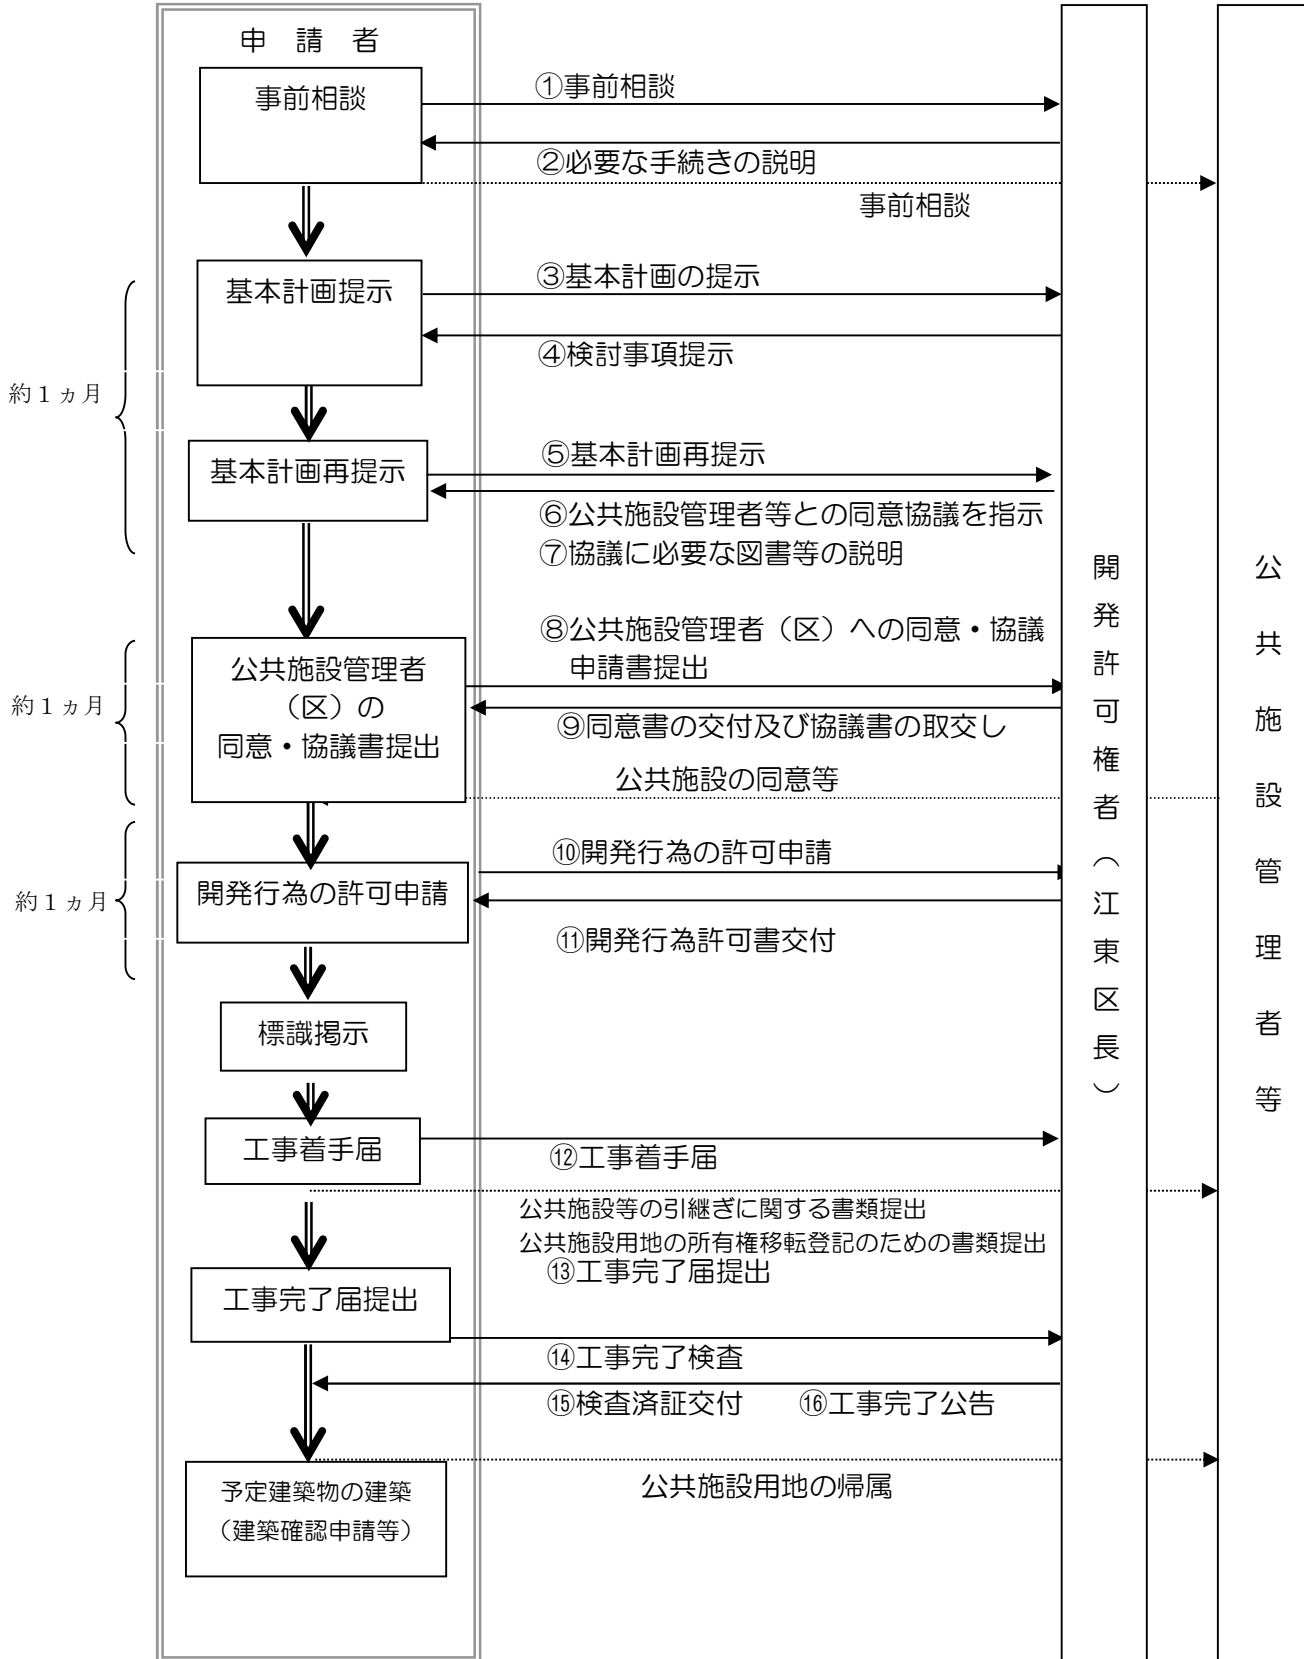 申 請 者
事前相談
①事前相談
②必要な手続きの説明
事前相談
基本計画提示
③基本計画の提示
④検討事項提示
約１ヵ月
基本計画再提示
⑤基本計画再提示
⑥公共施設管理者等との同意協議を指示
⑦協議に必要な図書等の説明
⑧公共施設管理者（区）への同意・協議
申請書提出
公共施設管理者
（区）の
同意・協議書提出
約１ヵ月
⑨同意書の交付及び協議書の取交し
公共施設の同意等
⑩開発行為の許可申請
開発行為の許可申請
約１ヵ月
⑪開発行為許可書交付
標識掲示
工事着手届
⑫工事着手届
公共施設等の引継ぎに関する書類提出
公共施設用地の所有権移転登記のための書類提出
⑬工事完了届提出
工事完了届提出
⑭工事完了検査
⑮検査済証交付 ⑯工事完了公告
公共施設用地の帰属
予定建築物の建築
（建築確認申請等）
開発許可権者（江東区長）
公共施設管理者等